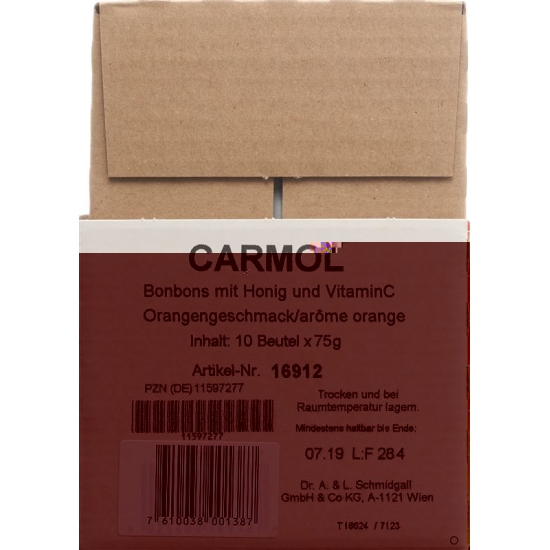 CARMOL
Bonbons mit Honig und VitaminC
Orangengeschmack/arôme orange
Inhalt: 10 Beutel x 75g
Artikel-Nr. 16912
PZN (DE) 11597277
11597277
Trocken und bei
Raumtemperatur lagern.
Mindestens haltbar bis Ende:
07.19 L:F 284
Dr. A. & L. Schmidgall
GmbH & Co KG, A-1121 Wien
7 610038 001387
T18624 / 7123